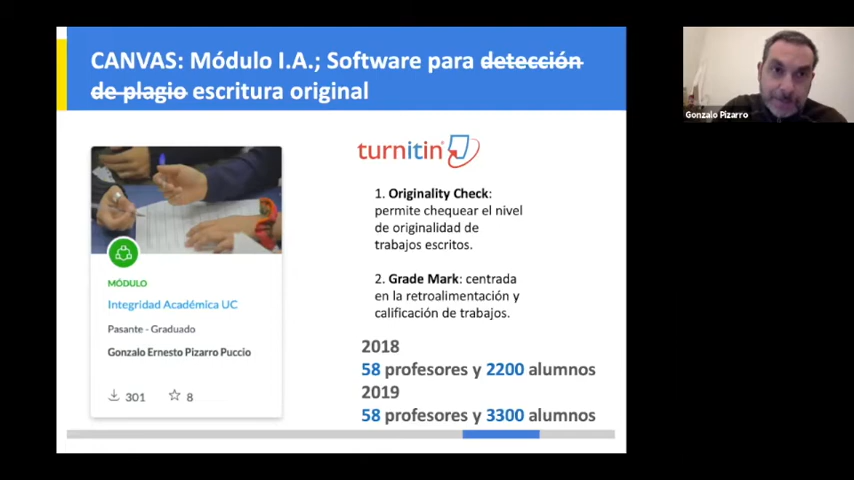 CANVAS: Módulo I.A.; Software para detección
de plagio escritura original
turnitin
1. Originality Check:
permite chequear el nivel
de originalidad de
trabajos escritos.
2. Grade Mark: centrada
en la retroalimentación y
calificación de trabajos.
2018
58 profesores y 2200 alumnos
2019
58 profesores y 3300 alumnos
MÓDULO
Integridad Académica UC
Pasante - Graduado
Gonzalo Ernesto Pizarro Puccio
301 8
Gonzalo Pizarro